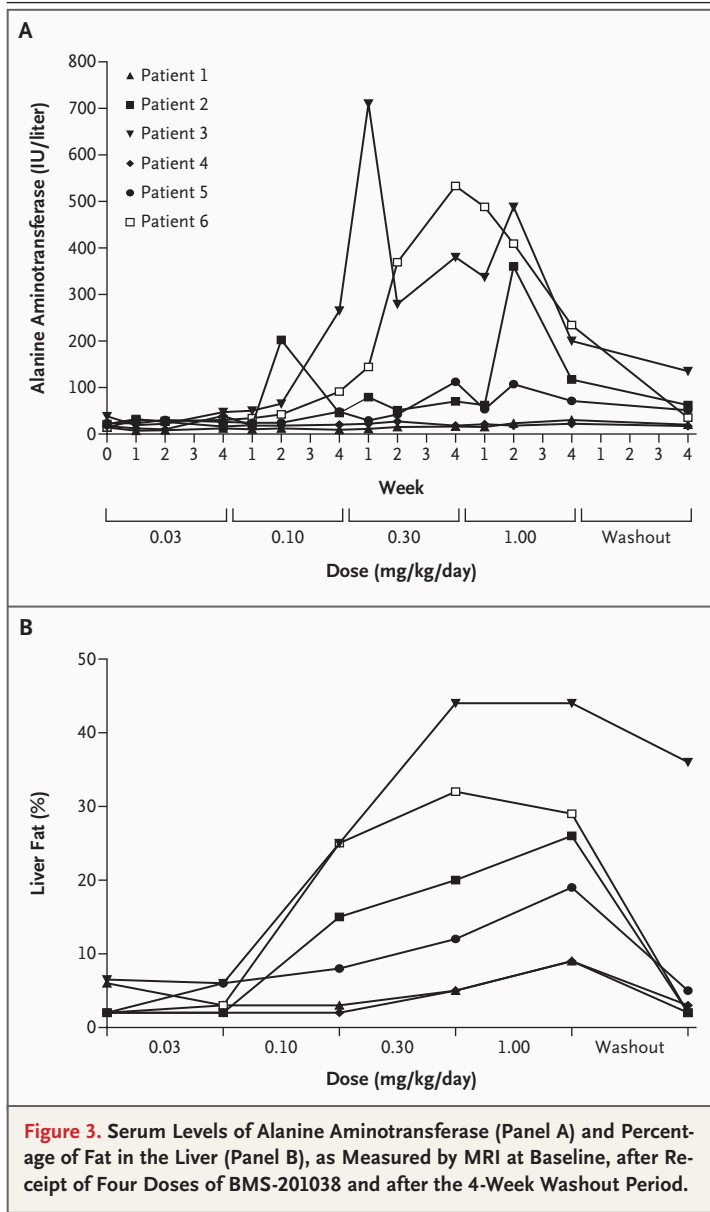 A
800
700
600
500
400
300
200
100
0
Alanine Aminotransferase (IU/liter)
Patient 1
Patient 2
Patient 3
Patient 4
Patient 5
Patient 6
0 1 2 3 4 1 2 3 4 1 2 3 4 1 2 3 4 1 2 3 4
Week
0.03 0.10 0.30 1.00 Washout
Dose (mg/kg/day)
B
50
40
30
20
10
0
Liver Fat (%)
0.03 0.10 0.30 1.00 Washout
Dose (mg/kg/day)
Figure 3. Serum Levels of Alanine Aminotransferase (Panel A) and Percent-
age of Fat in the Liver (Panel B), as Measured by MRI at Baseline, after Re-
ceipt of Four Doses of BMS-201038 and after the 4-Week Washout Period.